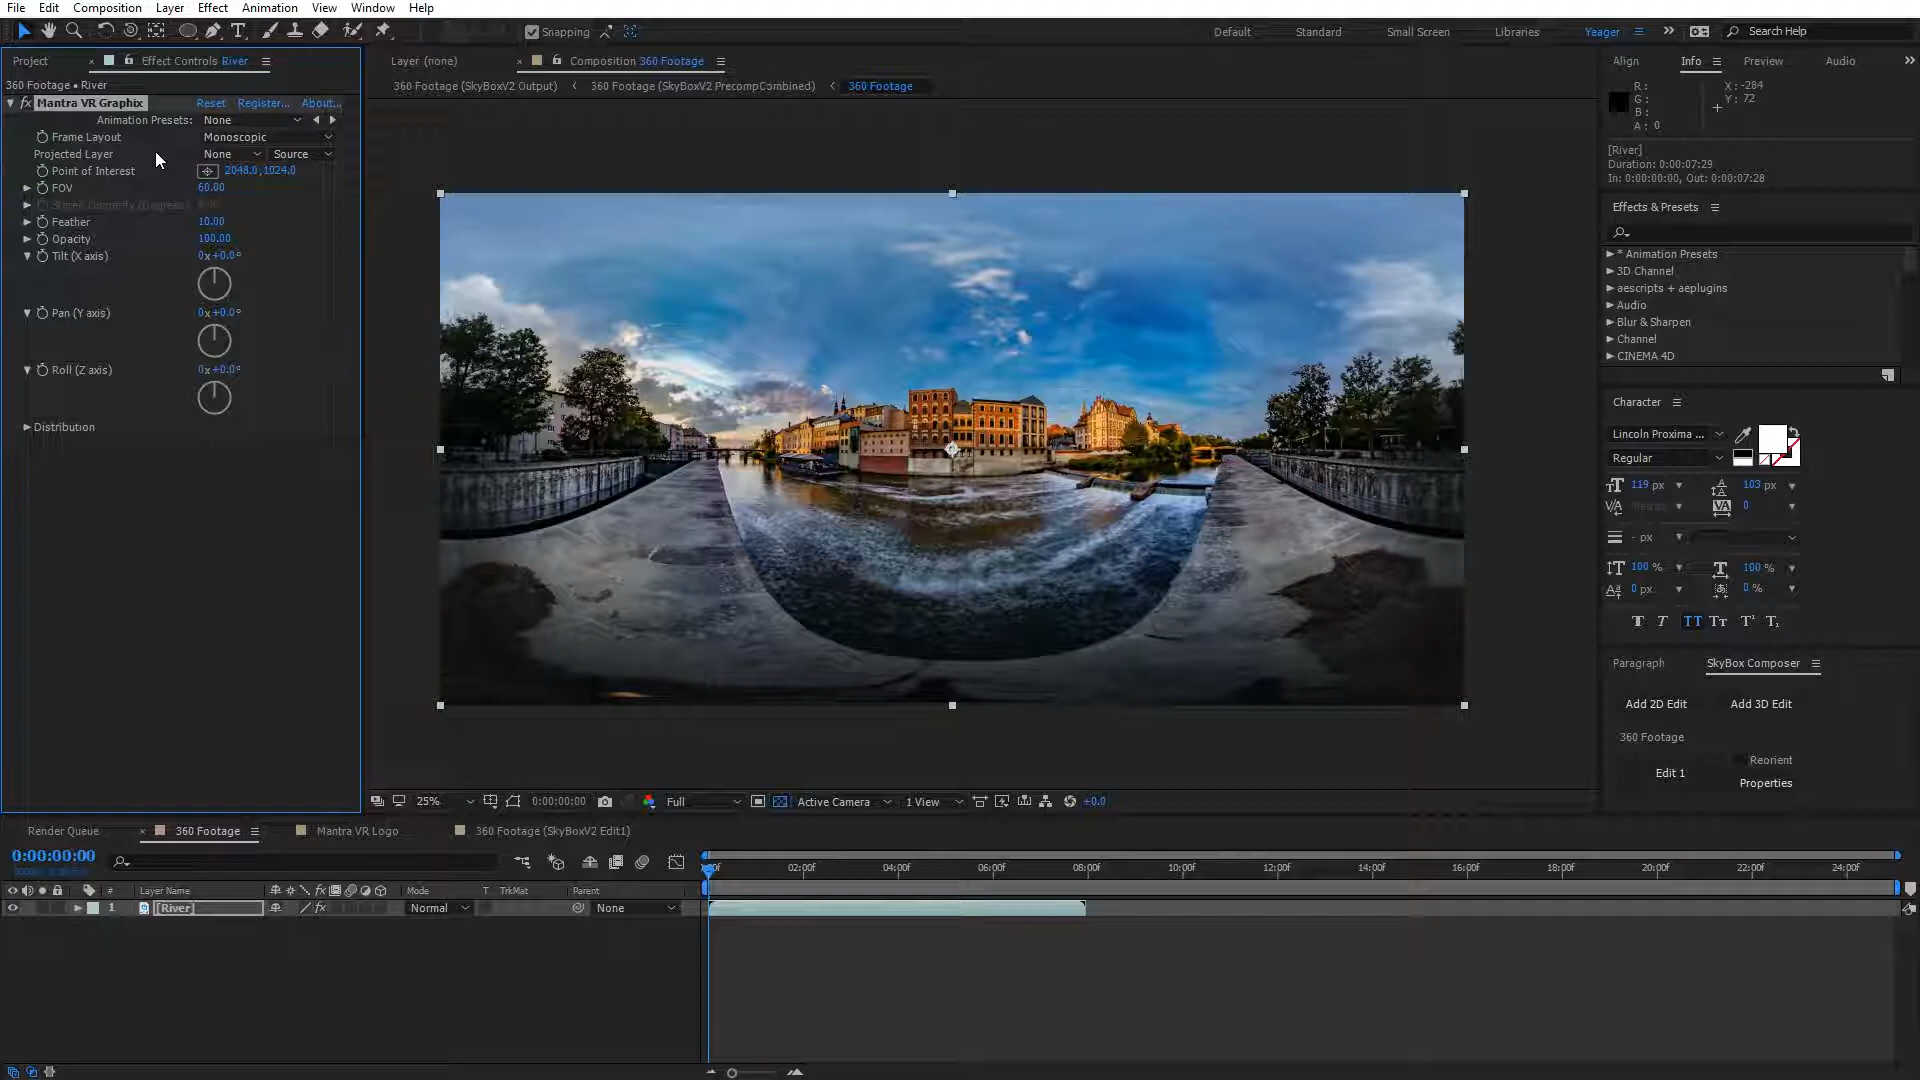 File Edit Composition Layer Effect Animation View Window Help
Snapping
Default Standard Small Screen Libraries Yeager Search Help
Project Effect Controls River
360 Footage • River
fx Mantra VR Graphix Reset Register... About...
Animation Presets: None
Frame Layout Monoscopic
Projected Layer None Source
Point of Interest 2048.0,1024.0
FOV 60.00
Feather 10.00
Opacity 100.00
Tilt (X axis) 0x+0.0°
Pan (Y axis) 0x+0.0°
Roll (Z axis) 0x+0.0°
Distribution
Layer (none) Composition 360 Footage
360 Footage (SkyBoxV2 Output) 360 Footage (SkyBoxV2 PrecompCombined) 360 Footage
25% 0:00:00:00 Full Active Camera 1 View +0.0
Align Info Preview Audio
R: X: -284
G: Y: 72
B:
A: 0
[River]
Duration: 0:00:07:29
In: 0:00:00:00, Out: 0:00:07:28
Effects & Presets
* Animation Presets
3D Channel
aescripts + aeplugins
Audio
Blur & Sharpen
Channel
CINEMA 4D
Character
Lincoln Proxima ...
Regular
119 px 103 px
0
- px
100 % 100 %
0 px 0 %
T T TT Tт T¹ T₁
Paragraph SkyBox Composer
Add 2D Edit Add 3D Edit
360 Footage
Reorient
Edit 1
Properties
Render Queue 360 Footage Mantra VR Logo 360 Footage (SkyBoxV2 Edit1)
0:00:00:00
02:00f 04:00f 06:00f 08:00f 10:00f 12:00f 14:00f 16:00f 18:00f 20:00f 22:00f 24:00f
# Layer Name fx Mode T TrkMat Parent
1 [River] fx Normal None